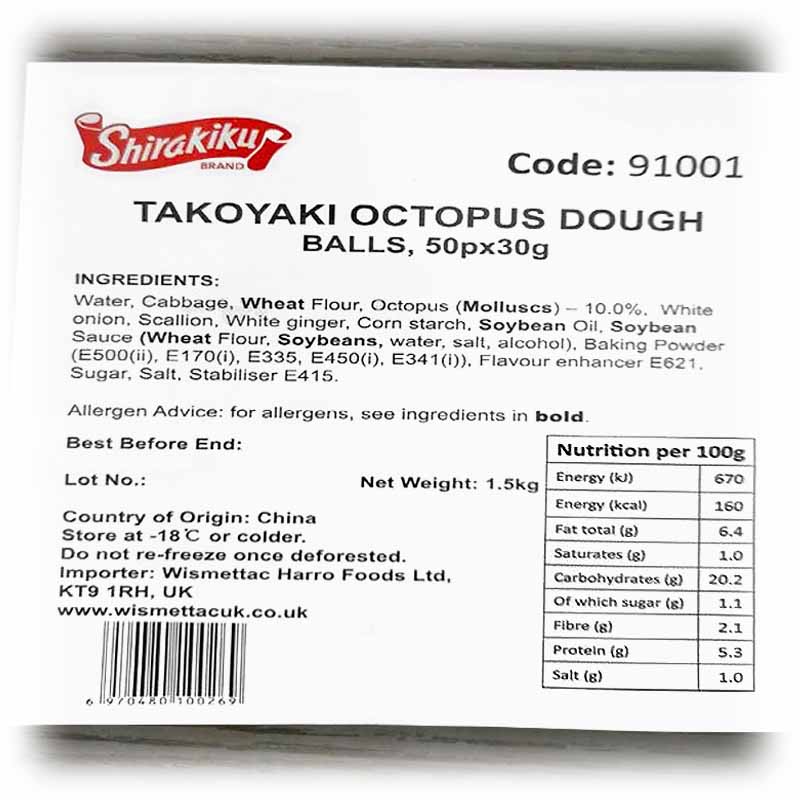 Shirakiku
BRAND
Code: 91001
TAKOYAKI OCTOPUS DOUGH
BALLS, 50px30g
INGREDIENTS:
Water, Cabbage, Wheat Flour, Octopus (Molluscs) – 10.0%, White
onion, Scallion, White ginger, Corn starch, Soybean Oil, Soybean
Sauce (Wheat Flour, Soybeans, water, salt, alcohol), Baking Powder
(E500(ii), E170(i), E335, E450(i), E341(i)), Flavour enhancer E621,
Sugar, Salt, Stabiliser E415.
Allergen Advice: for allergens, see ingredients in bold.
Best Before End:
Lot No.:
Net Weight: 1.5kg
Country of Origin: China
Store at -18℃ or colder.
Do not re-freeze once deforested.
Importer: Wismettac Harro Foods Ltd,
KT9 1RH, UK
www.wismettacuk.co.uk
6 970480 100269
Nutrition per 100g
Energy (kJ) 670
Energy (kcal) 160
Fat total (g) 6.4
Saturates (g) 1.0
Carbohydrates (g) 20.2
Of which sugar (g) 1.1
Fibre (g) 2.1
Protein (g) 5.3
Salt (g) 1.0